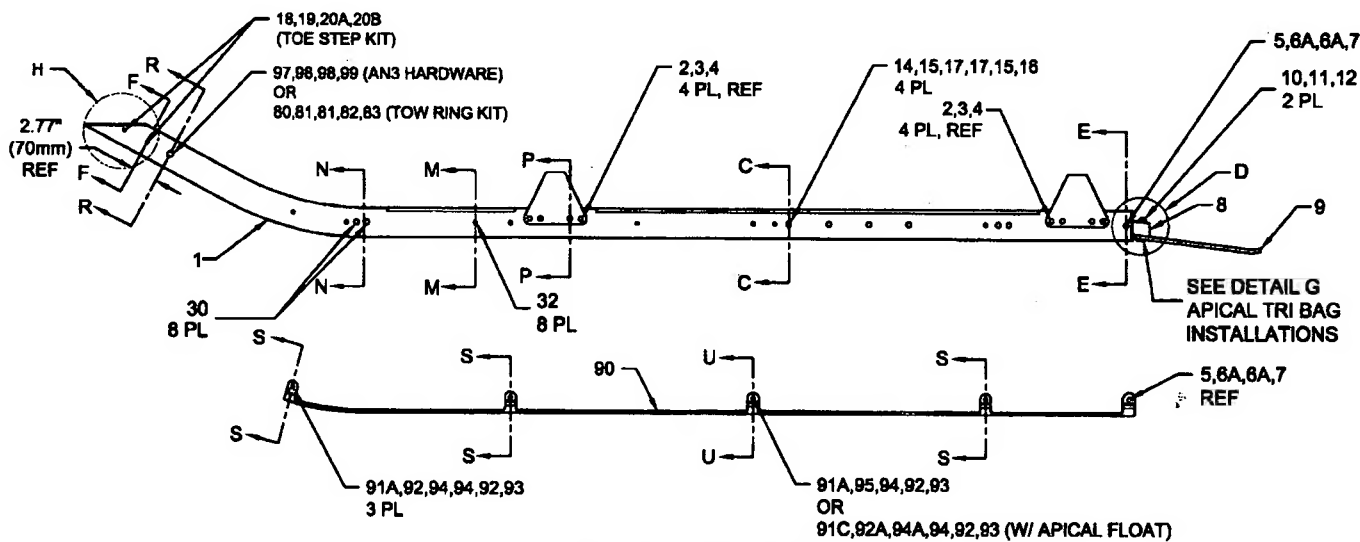 18,19,20A,20B
(TOE STEP KIT)
H
F
R
97,98,98,99 (AN3 HARDWARE)
OR
80,81,81,82,83 (TOW RING KIT)
2.77"
(70mm)
REF
F
R
2,3,4
4 PL, REF
14,15,17,17,15,16
4 PL
2,3,4
4 PL, REF
5,6A,6A,7
10,11,12
2 PL
N
M
P
C
E
D
8
9
1
N
M
P
C
E
30
8 PL
32
8 PL
SEE DETAIL G
APICAL TRI BAG
INSTALLATIONS
S
S
90
U
S
5,6A,6A,7
REF
S
S
U
S
91A,92,94,94,92,93
3 PL
91A,95,94,92,93
OR
91C,92A,94A,94,92,93 (W/ APICAL FLOAT)